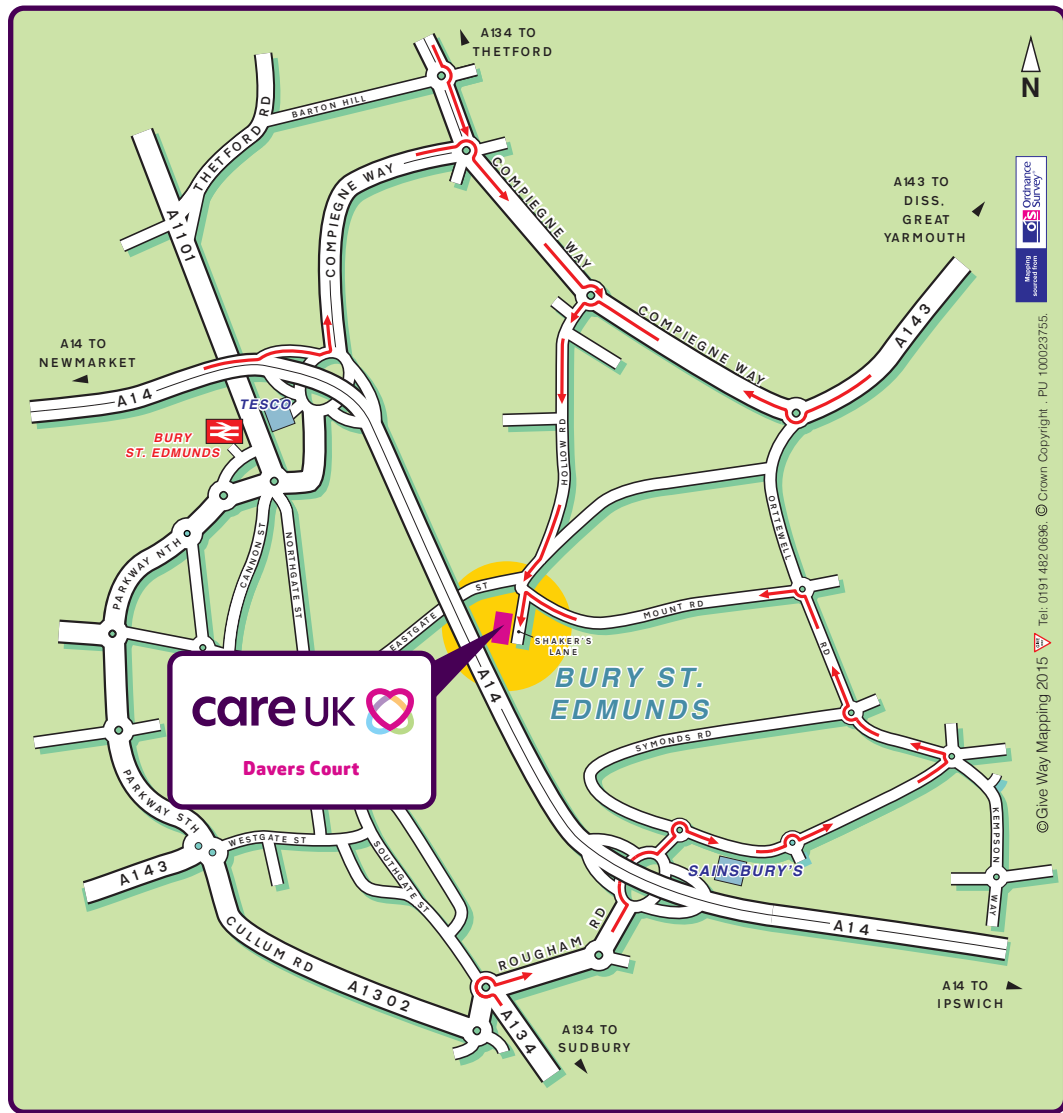 A134 TO
THETFORD
N
THETFORD RD
BARTON HILL
A1101
COMPIEGNE WAY
COMPIEGNE WAY
COMPIEGNE WAY
A143 TO
DISS,
GREAT
YARMOUTH
A143
Ordnance
Survey
Mapping
sourced from
A14 TO
NEWMARKET
A14
TESCO
BURY
ST. EDMUNDS
HOLLOW RD
ORTTEWELL
RD
PARKWAY NTH
CANNON ST
NORTHGATE ST
EASTGATE
ST
MOUNT RD
SHAKER'S
LANE
A14
BURY ST.
EDMUNDS
care UK
Davers Court
SYMONDS RD
PARKWAY STH
WESTGATE ST
SOUTHGATE ST
A143
SAINSBURY'S
KEMPSON
WAY
CULLUM RD
A1302
ROUGHAM RD
A134
A14
A14 TO
IPSWICH
A134 TO
SUDBURY
©Give Way Mapping 2015 Tel: 0191 482 0696. © Crown Copyright . PU 100023755.